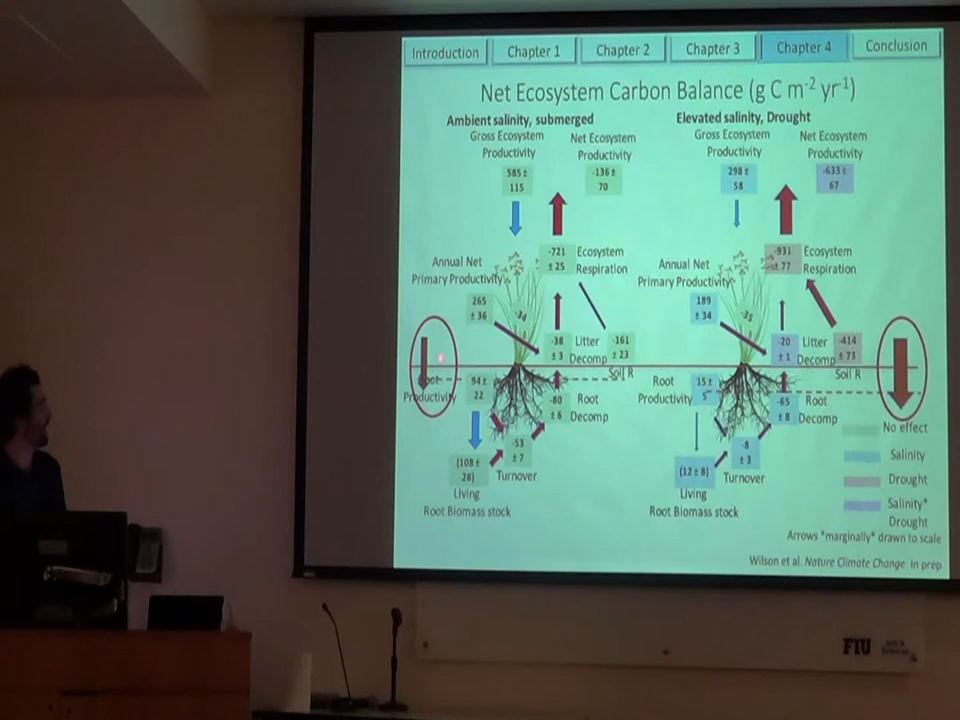 Introduction
Chapter 1
Chapter 2
Chapter 3
Chapter 4
Conclusion
Net Ecosystem Carbon Balance (g C m⁻² yr⁻¹)
Ambient salinity, submerged
Gross Ecosystem
Productivity
585 ±
115
Net Ecosystem
Productivity
-136 ±
70
-721
± 25
Ecosystem
Respiration
Annual Net
Primary Productivity
265
± 36
-34
-38
± 3
Litter
Decomp
-161
± 23
Soil R
Root
Productivity
94 ±
22
-80
± 6
Root
Decomp
-53
± 7
Turnover
(108 ±
28)
Living
Root Biomass stock
Elevated salinity, Drought
Gross Ecosystem
Productivity
298 ±
58
Net Ecosystem
Productivity
-633 ±
67
-931
± 77
Ecosystem
Respiration
Annual Net
Primary Productivity
189
± 34
-35
-20
± 1
Litter
Decomp
-414
± 73
Soil R
Root
Productivity
15 ±
5
-65
± 8
Root
Decomp
-8
± 3
Turnover
(12 ± 8)
Living
Root Biomass stock
No effect
Salinity
Drought
Salinity*
Drought
Arrows *marginally* drawn to scale
Wilson et al. Nature Climate Change. In prep
FIU
Arts &
Sciences